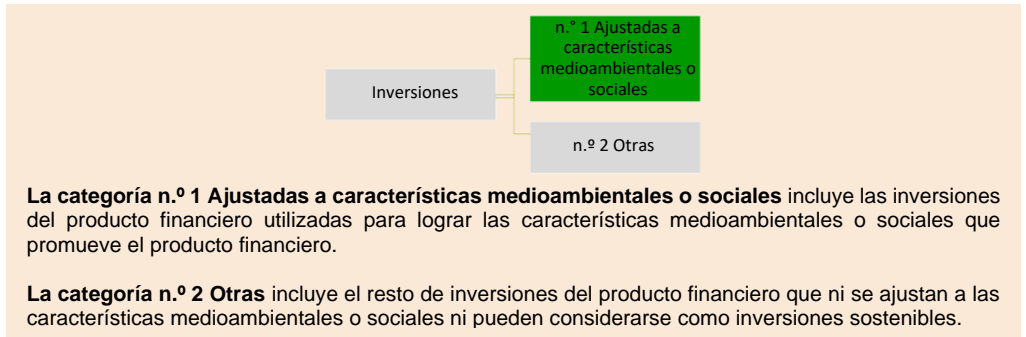 n.° 1 Ajustadas a
características
medioambientales o
sociales
Inversiones
n.º 2 Otras
La categoría n.º 1 Ajustadas a características medioambientales o sociales incluye las inversiones
del producto financiero utilizadas para lograr las características medioambientales o sociales que
promueve el producto financiero.
La categoría n.º 2 Otras incluye el resto de inversiones del producto financiero que ni se ajustan a las
características medioambientales o sociales ni pueden considerarse como inversiones sostenibles.